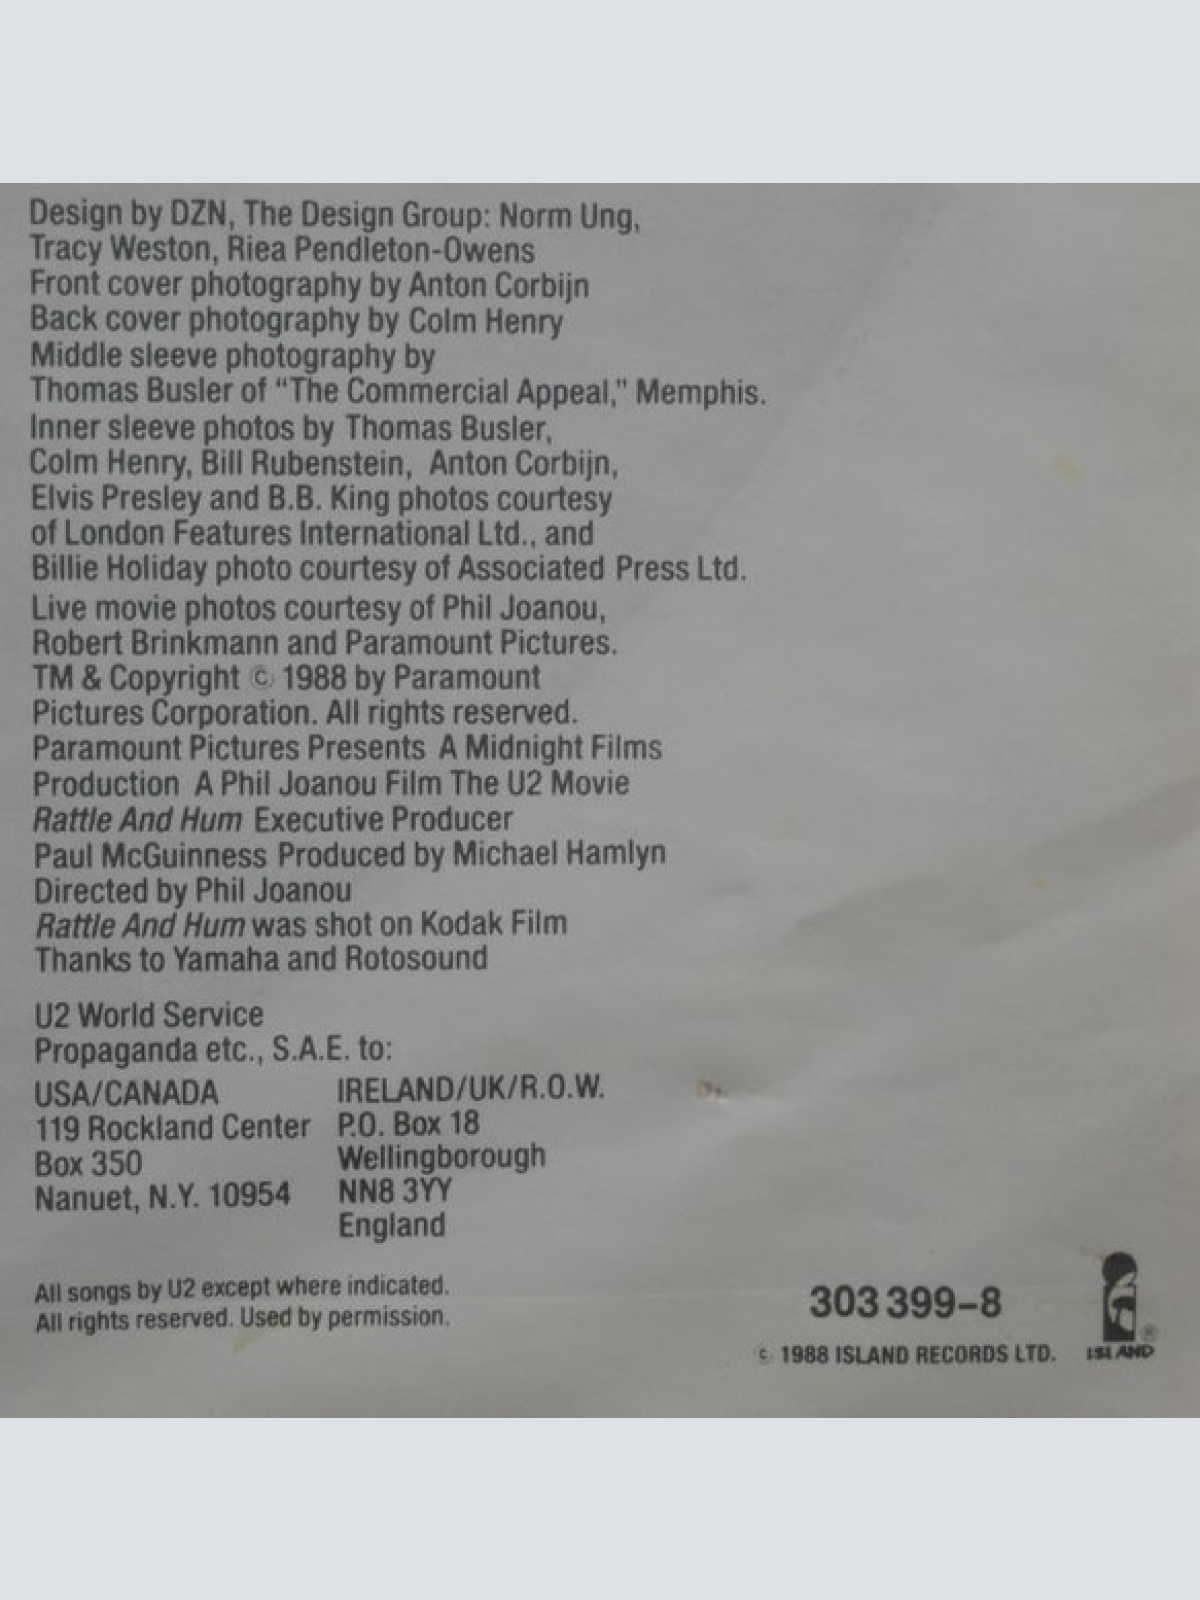 Design by DZN, The Design Group: Norm Ung,
Tracy Weston, Riea Pendleton-Owens
Front cover photography by Anton Corbijn
Back cover photography by Colm Henry
Middle sleeve photography by
Thomas Busler of "The Commercial Appeal," Memphis.
Inner sleeve photos by Thomas Busler,
Colm Henry, Bill Rubenstein, Anton Corbijn,
Elvis Presley and B.B. King photos courtesy
of London Features International Ltd., and
Billie Holiday photo courtesy of Associated Press Ltd.
Live movie photos courtesy of Phil Joanou,
Robert Brinkmann and Paramount Pictures.
TM & Copyright © 1988 by Paramount
Pictures Corporation. All rights reserved.
Paramount Pictures Presents A Midnight Films
Production A Phil Joanou Film The U2 Movie
Rattle And Hum Executive Producer
Paul McGuinness Produced by Michael Hamlyn
Directed by Phil Joanou
Rattle And Hum was shot on Kodak Film
Thanks to Yamaha and Rotosound
U2 World Service
Propaganda etc., S.A.E. to:
USA/CANADA
119 Rockland Center
Box 350
Nanuet, N.Y. 10954
IRELAND/UK/R.O.W.
P.O. Box 18
Wellingborough
NN8 3YY
England
All songs by U2 except where indicated.
All rights reserved. Used by permission.
303 399-8
© 1988 ISLAND RECORDS LTD.
ISLAND ®